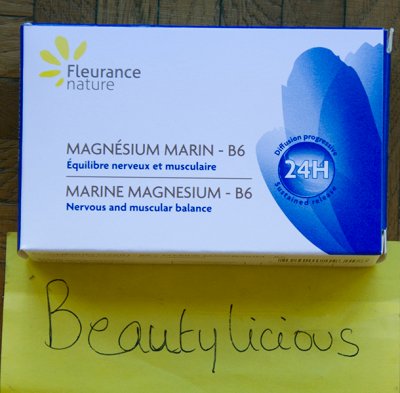 Fleurance
nature
MAGNÉSIUM MARIN - B6
Équilibre nerveux et musculaire
MARINE MAGNESIUM - B6
Nervous and muscular balance
Diffusion progressive
24H
Sustained release
Beautylicious